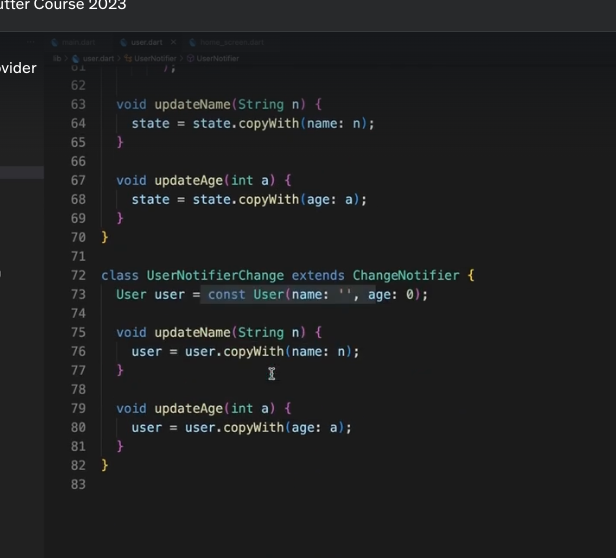 utter Course 2023
main.dart user.dart × home_screen.dart
vider
lib > user.dart > UserNotifier > UserNotifier
81 );
62
63 void updateName(String n) {
64 state = state.copyWith(name: n);
65 }
66
67 void updateAge(int a) {
68 state = state.copyWith(age: a);
69 }
70 }
71
72 class UserNotifierChange extends ChangeNotifier {
73 User user = const User(name: '', age: 0);
74
75 void updateName(String n) {
76 user = user.copyWith(name: n);
77 }
78
79 void updateAge(int a) {
80 user = user.copyWith(age: a);
81 }
82 }
83